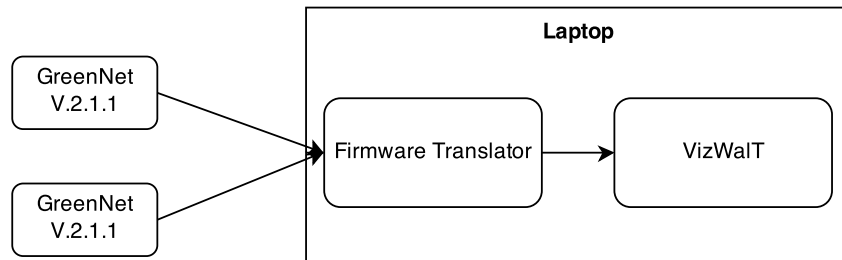 Laptop
GreenNet
V.2.1.1
Firmware Translator
VizWalT
GreenNet
V.2.1.1